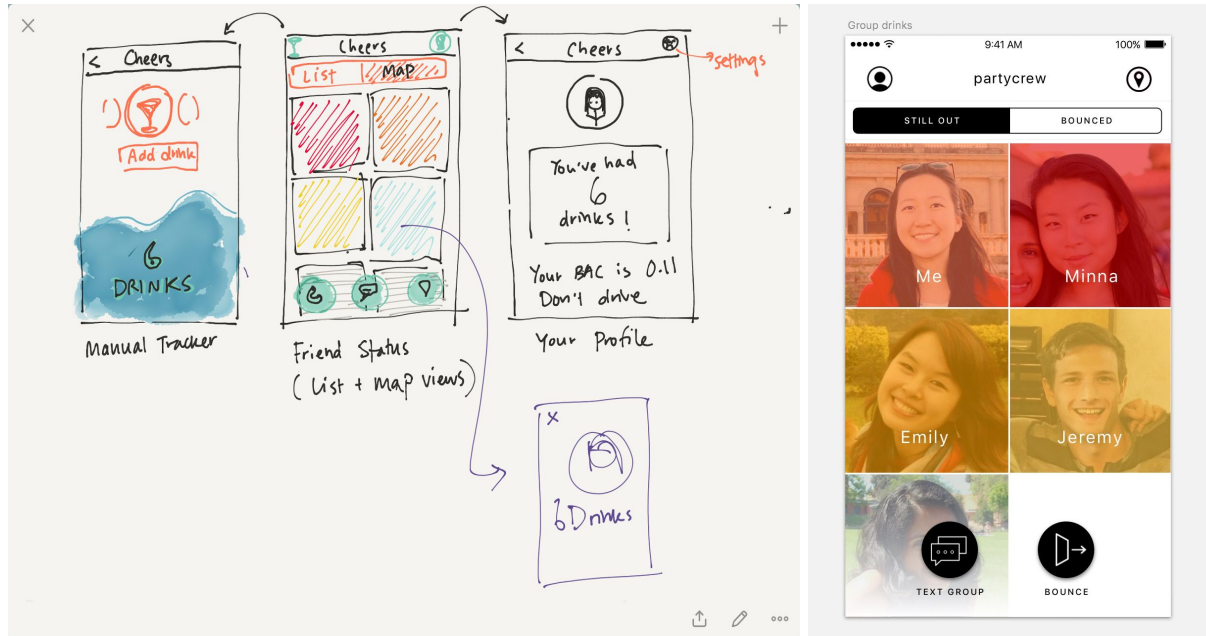 Cheers
Add drink
6
DRINKS
Manual Tracker
Cheers
List
Map
Friend Status
(List + Map views)
Cheers
settings
You've had
6
drinks!
Your BAC is 0.11
Don't drive
Your Profile
6 Drinks
Group drinks
9:41 AM
100%
partycrew
STILL OUT
BOUNCED
Me
Minna
Emily
Jeremy
TEXT GROUP
BOUNCE